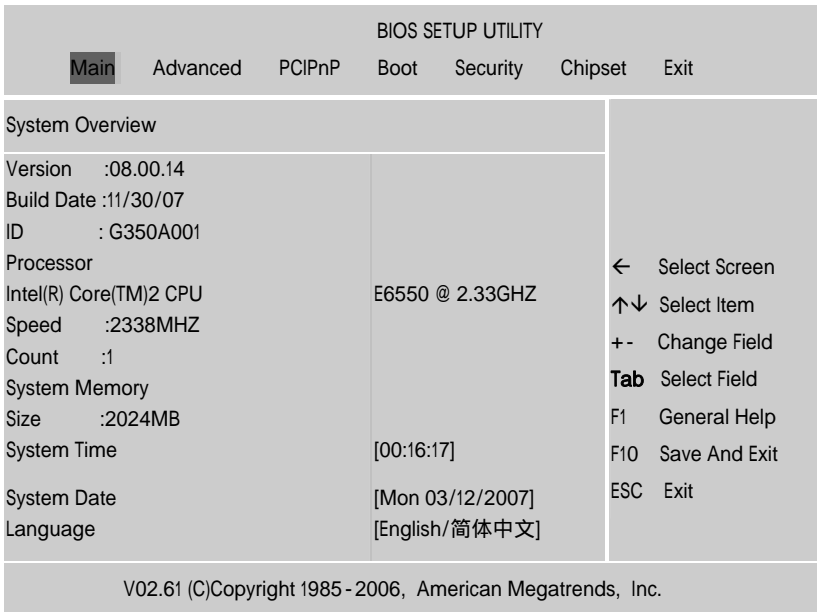 BIOS SETUP UTILITY
Main Advanced PCIPnP Boot Security Chipset Exit
System Overview
Version :08.00.14
Build Date :11/30/07
ID : G350A001
Processor
Intel(R) Core(TM)2 CPU E6550 @ 2.33GHZ
Speed :2338MHZ
Count :1
System Memory
Size :2024MB
System Time [00:16:17]
System Date [Mon 03/12/2007]
Language [English/简体中文]
← Select Screen
↑↓ Select Item
+- Change Field
Tab Select Field
F1 General Help
F10 Save And Exit
ESC Exit
V02.61 (C)Copyright 1985-2006, American Megatrends, Inc.